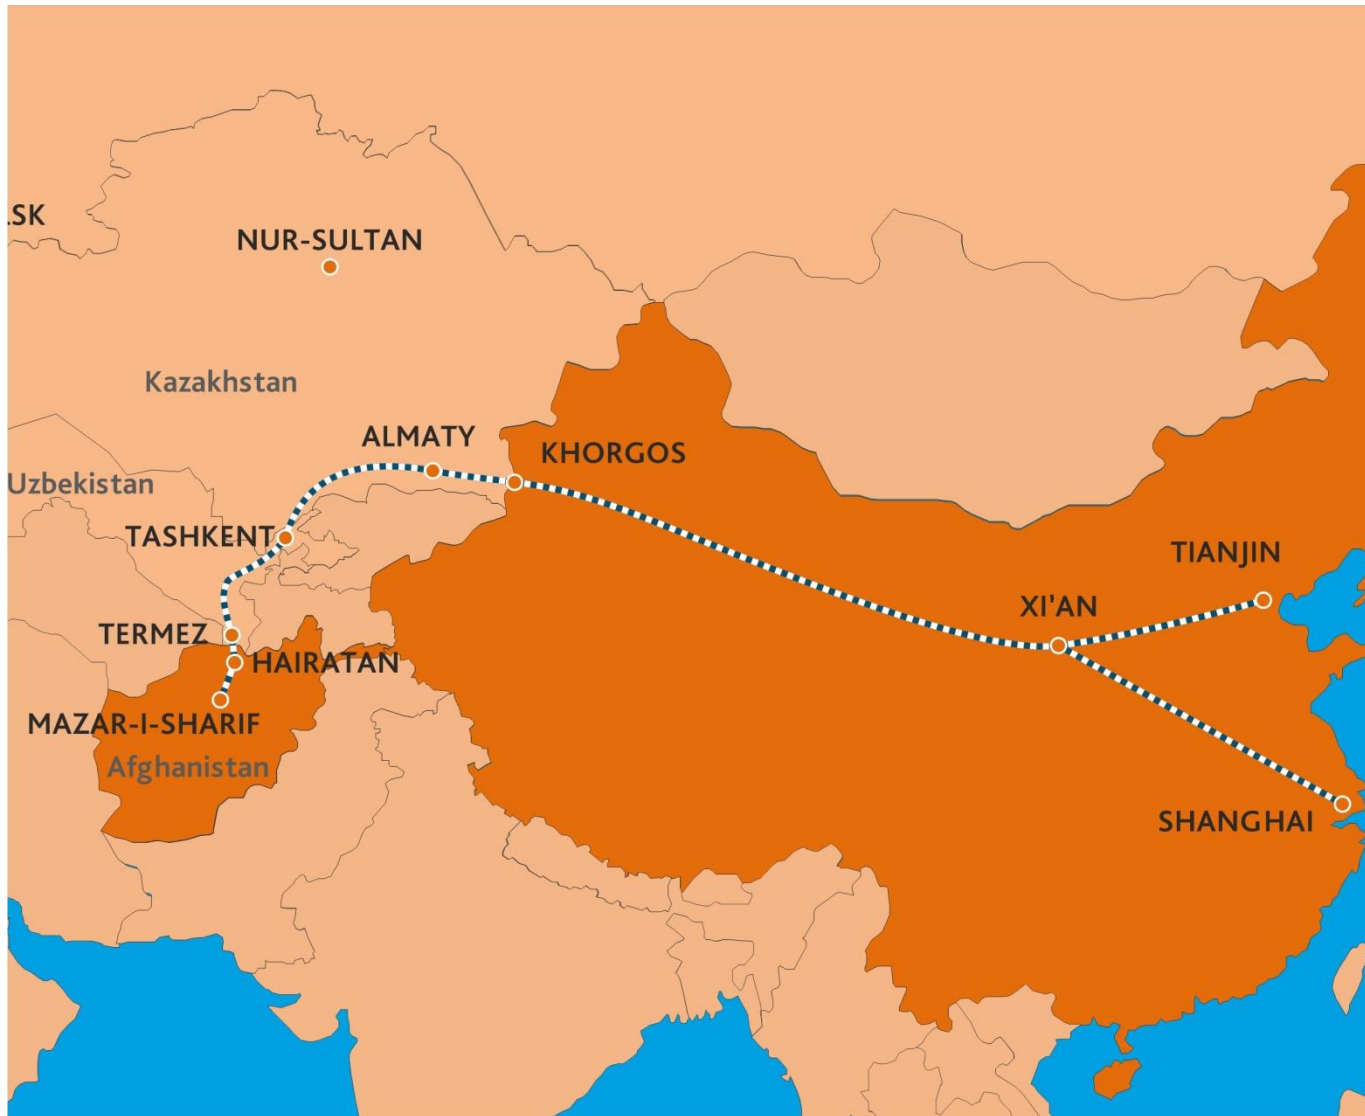 .SK
NUR-SULTAN
Kazakhstan
ALMATY
KHORGOS
Uzbekistan
TASHKENT
TIANJIN
XI'AN
TERMEZ
HAIRATAN
MAZAR-I-SHARIF
Afghanistan
SHANGHAI